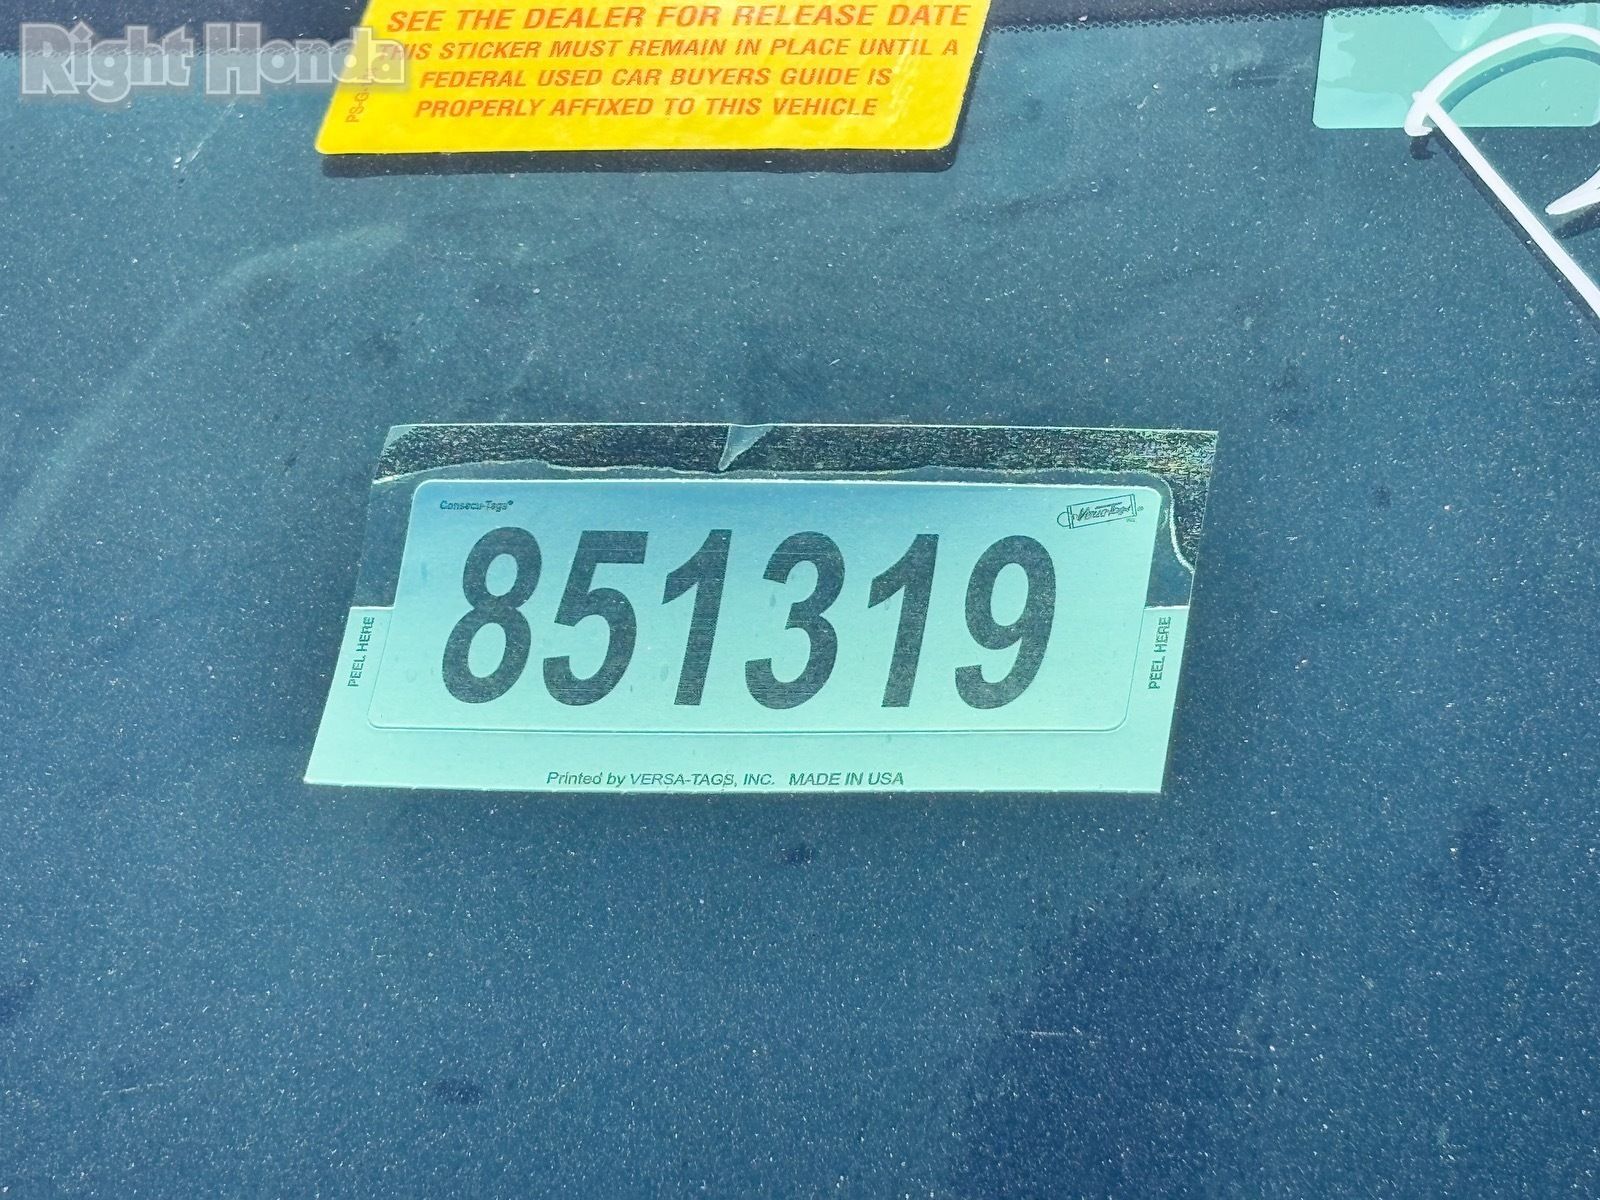 Right Honda
SEE THE DEALER FOR RELEASE DATE
THIS STICKER MUST REMAIN IN PLACE UNTIL A
FEDERAL USED CAR BUYERS GUIDE IS
PROPERLY AFFIXED TO THIS VEHICLE
Consecu-Tags®
Versa-Tags
851319
PEEL HERE
PEEL HERE
Printed by VERSA-TAGS, INC. MADE IN USA